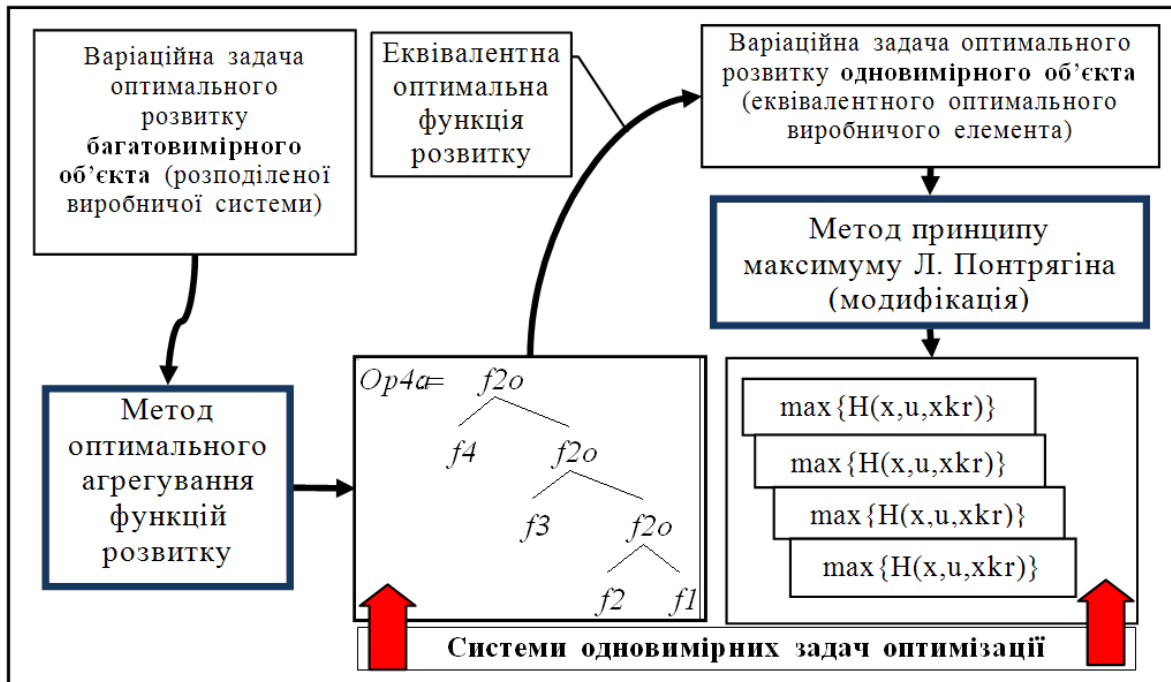 Варіаційна задача
оптимального
розвитку
багатовимірного
об’єкта (розподіленої
виробничої системи)
Еквівалентна
оптимальна
функція
розвитку
Варіаційна задача оптимального
розвитку одновимірного об’єкта
(еквівалентного оптимального
виробничого елемента)
Метод принципу
максимуму Л. Понтрягіна
(модифікація)
Метод
оптимального
агрегування
функцій
розвитку
Op4a= f2o
f4 f2o
f3 f2o
f2 f1
max{H(x,u,xkr)}
max{H(x,u,xkr)}
max{H(x,u,xkr)}
max{H(x,u,xkr)}
Системи одновимірних задач оптимізації